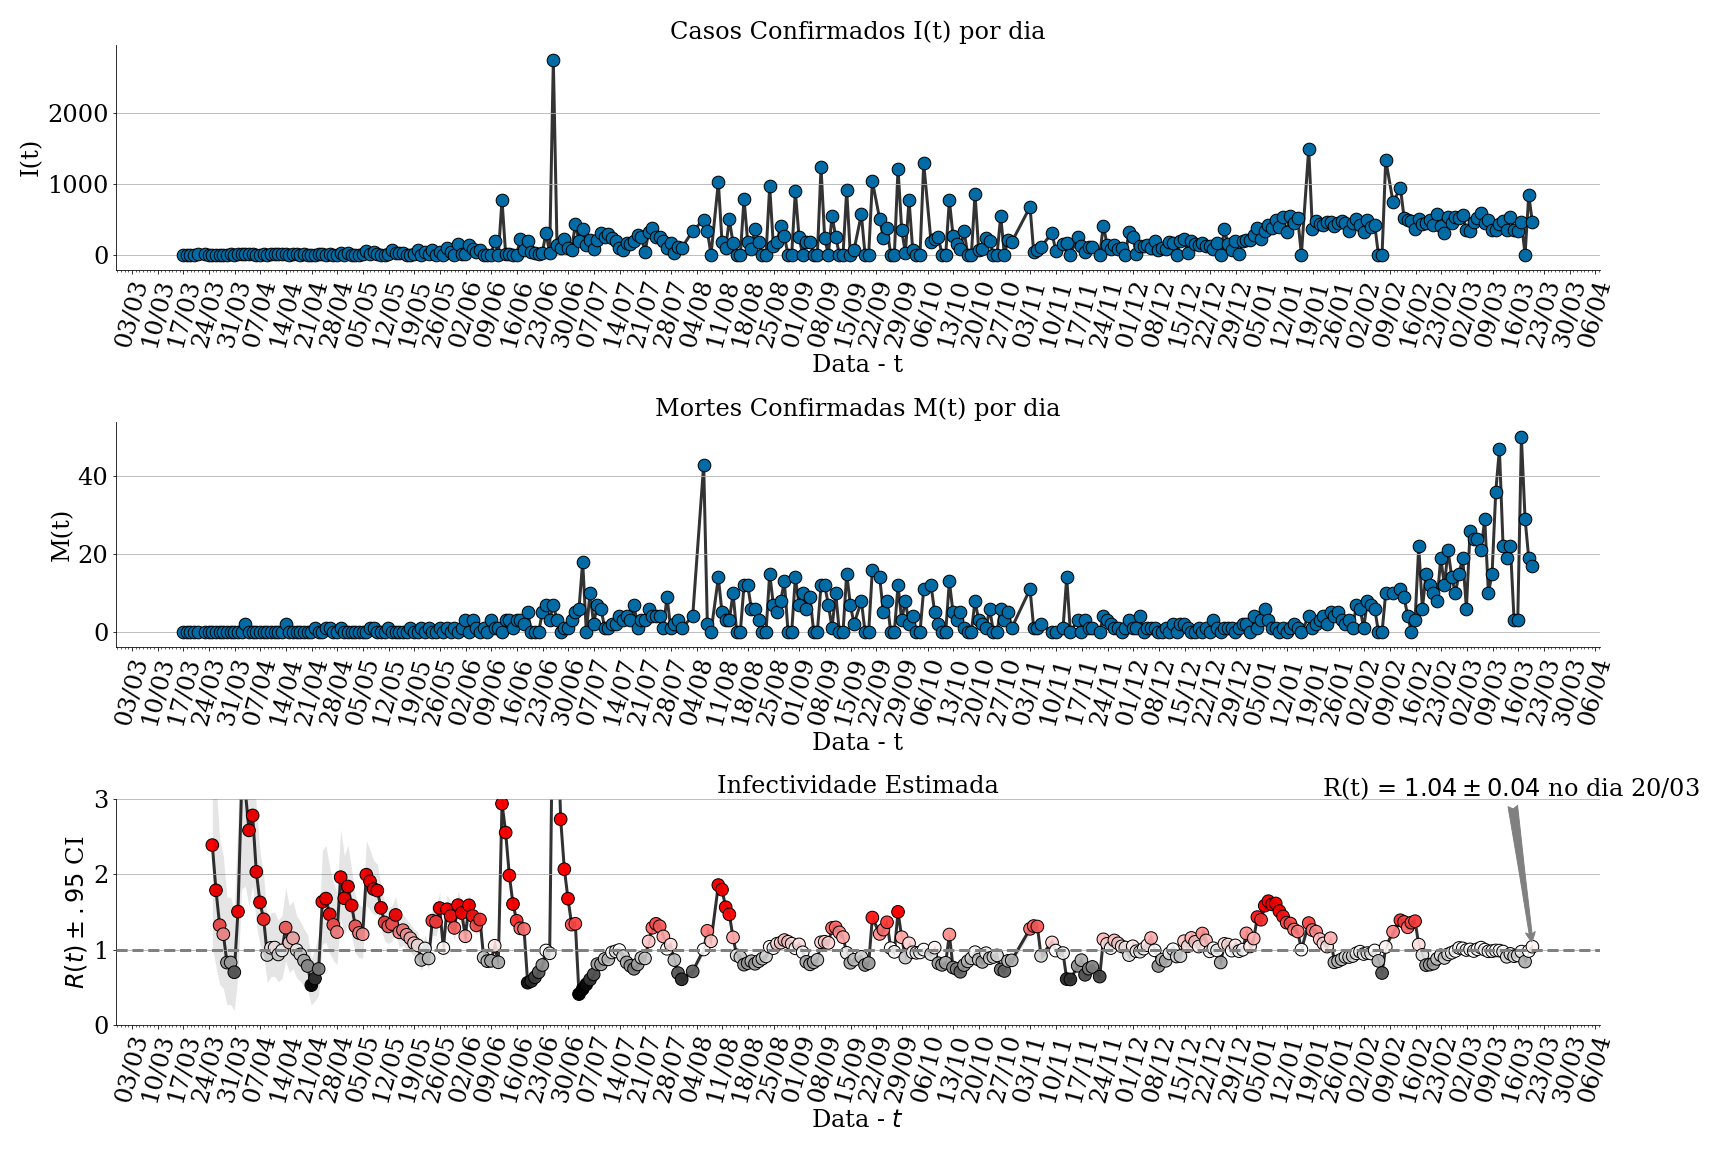 Casos Confirmados I(t) por dia
2000
1000
0
I(t)
03/03 10/03 17/03 24/03 31/03 07/04 14/04 21/04 28/04 05/05 12/05 19/05 26/05 02/06 09/06 16/06 23/06 30/06 07/07 14/07 21/07 28/07 04/08 11/08 18/08 25/08 01/09 08/09 15/09 22/09 29/09 06/10 13/10 20/10 27/10 03/11 10/11 17/11 24/11 01/12 08/12 15/12 22/12 29/12 05/01 12/01 19/01 26/01 02/02 09/02 16/02 23/02 02/03 09/03 16/03 23/03 30/03 06/04
Data - t
Mortes Confirmadas M(t) por dia
40
20
0
M(t)
03/03 10/03 17/03 24/03 31/03 07/04 14/04 21/04 28/04 05/05 12/05 19/05 26/05 02/06 09/06 16/06 23/06 30/06 07/07 14/07 21/07 28/07 04/08 11/08 18/08 25/08 01/09 08/09 15/09 22/09 29/09 06/10 13/10 20/10 27/10 03/11 10/11 17/11 24/11 01/12 08/12 15/12 22/12 29/12 05/01 12/01 19/01 26/01 02/02 09/02 16/02 23/02 02/03 09/03 16/03 23/03 30/03 06/04
Data - t
Infectividade Estimada
R(t) = 1.04 ± 0.04 no dia 20/03
3
2
1
0
R(t) ± .95 CI
03/03 10/03 17/03 24/03 31/03 07/04 14/04 21/04 28/04 05/05 12/05 19/05 26/05 02/06 09/06 16/06 23/06 30/06 07/07 14/07 21/07 28/07 04/08 11/08 18/08 25/08 01/09 08/09 15/09 22/09 29/09 06/10 13/10 20/10 27/10 03/11 10/11 17/11 24/11 01/12 08/12 15/12 22/12 29/12 05/01 12/01 19/01 26/01 02/02 09/02 16/02 23/02 02/03 09/03 16/03 23/03 30/03 06/04
Data - t